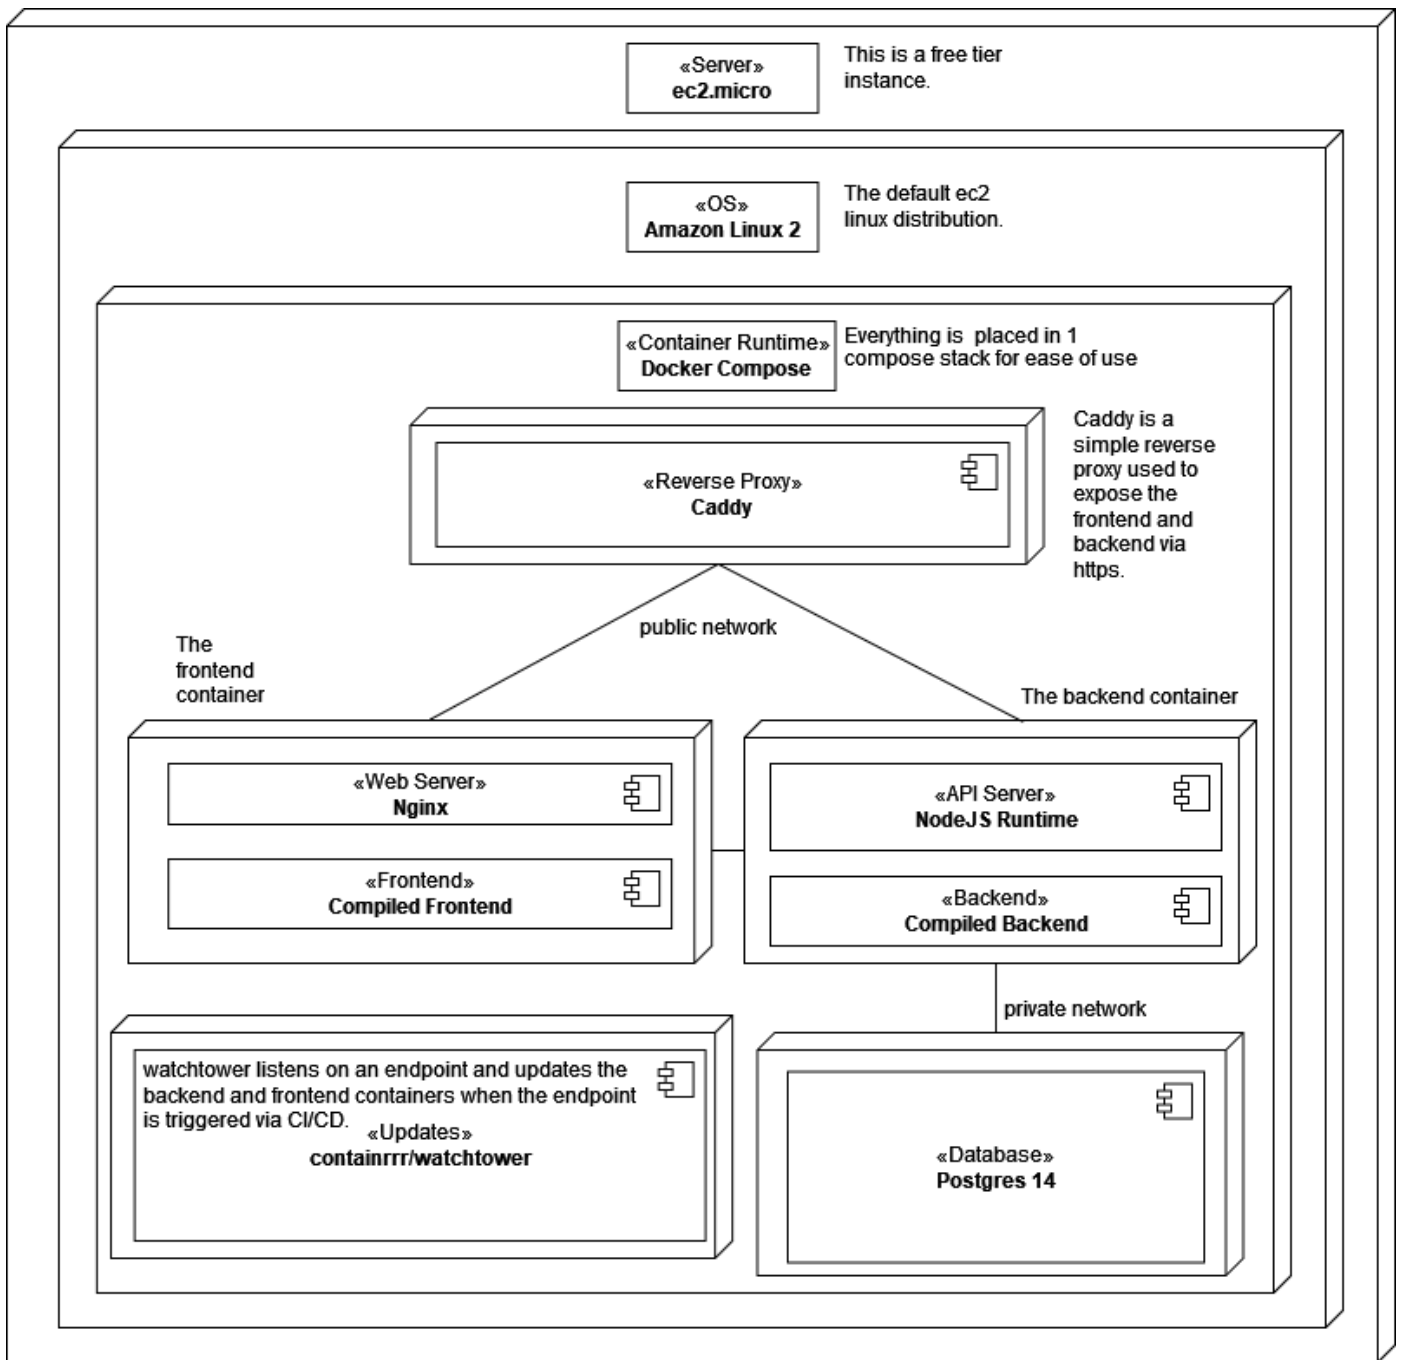 «Server»
ec2.micro
This is a free tier
instance.
«OS»
Amazon Linux 2
The default ec2
linux distribution.
«Container Runtime»
Docker Compose
Everything is  placed in 1
compose stack for ease of use
«Reverse Proxy»
Caddy
Caddy is a
simple reverse
proxy used to
expose the
frontend and
backend via
https.
public network
The
frontend
container
The backend container
«Web Server»
Nginx
«Frontend»
Compiled Frontend
«API Server»
NodeJS Runtime
«Backend»
Compiled Backend
private network
watchtower listens on an endpoint and updates the
backend and frontend containers when the endpoint
is triggered via CI/CD.
«Updates»
containrrr/watchtower
«Database»
Postgres 14